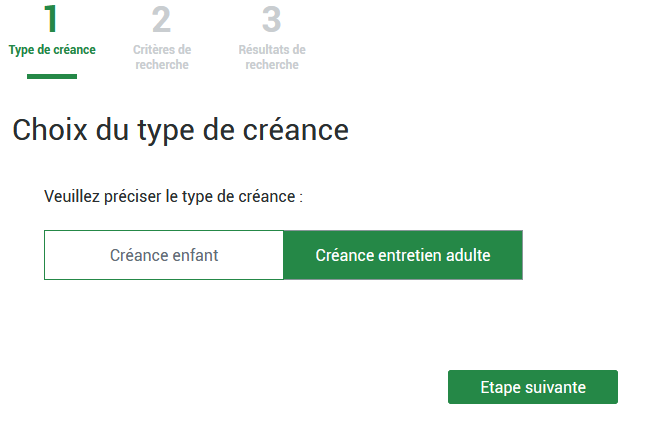 1
Type de créance
2
Critères de
recherche
3
Résultats de
recherche
Choix du type de créance
Veuillez préciser le type de créance :
Créance enfant
Créance entretien adulte
Etape suivante